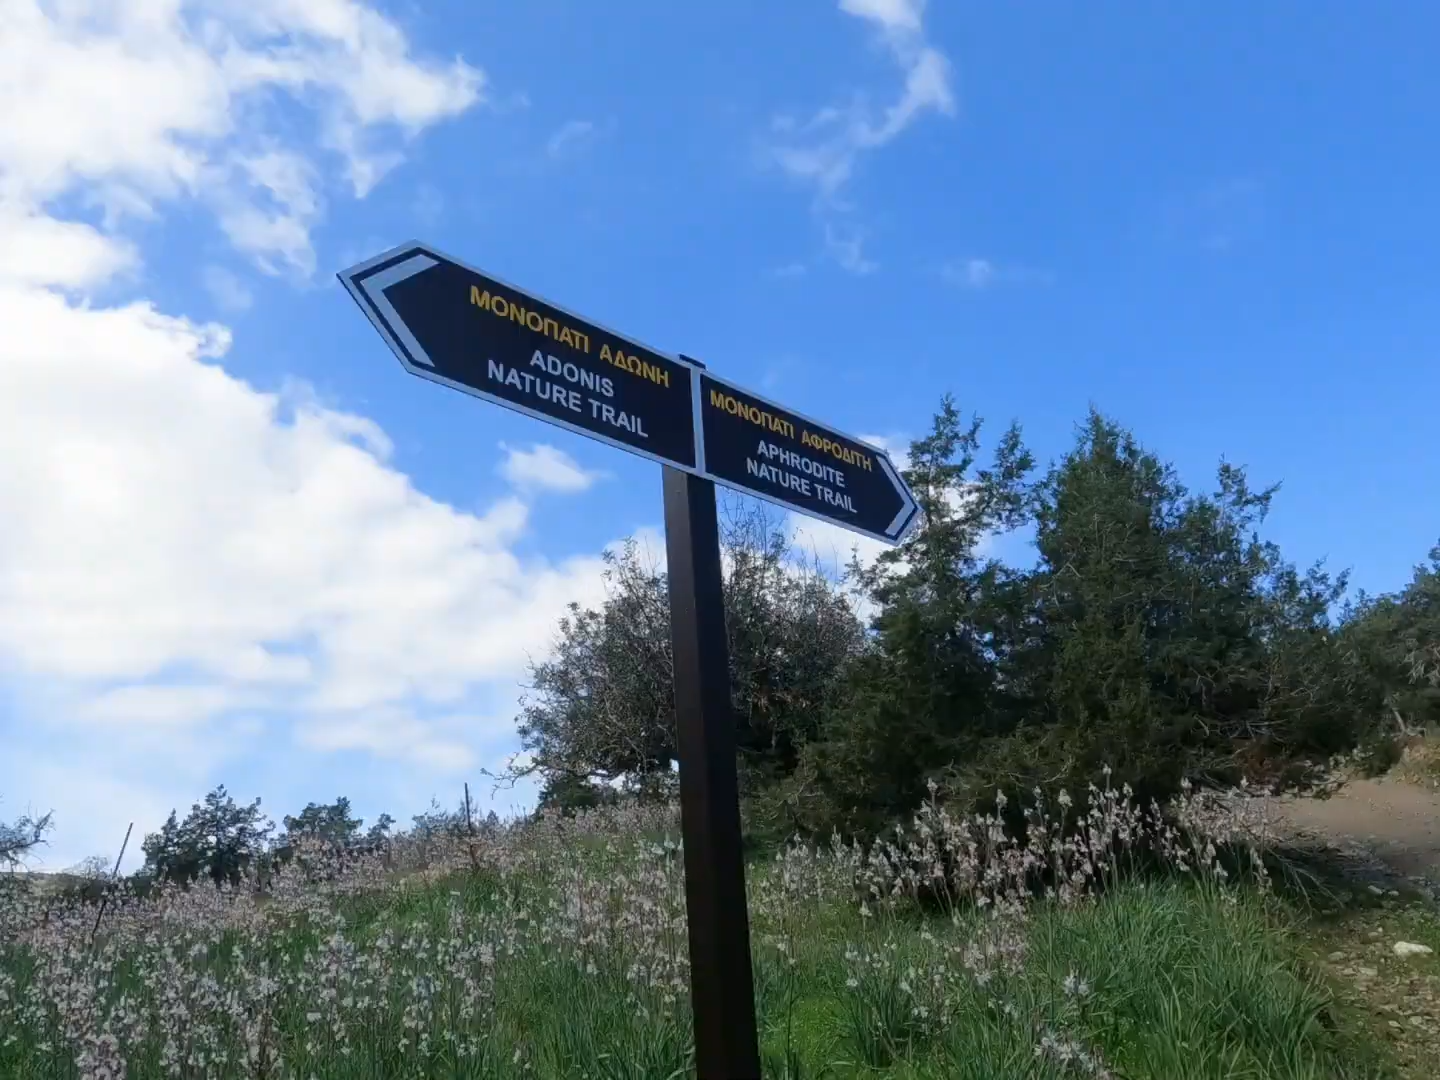 ΜΟΝΟΠΑΤΙ ΑΔΩΝΗ
ADONIS
NATURE TRAIL
ΜΟΝΟΠΑΤΙ ΑΦΡΟΔΙΤΗ
APHRODITE
NATURE TRAIL